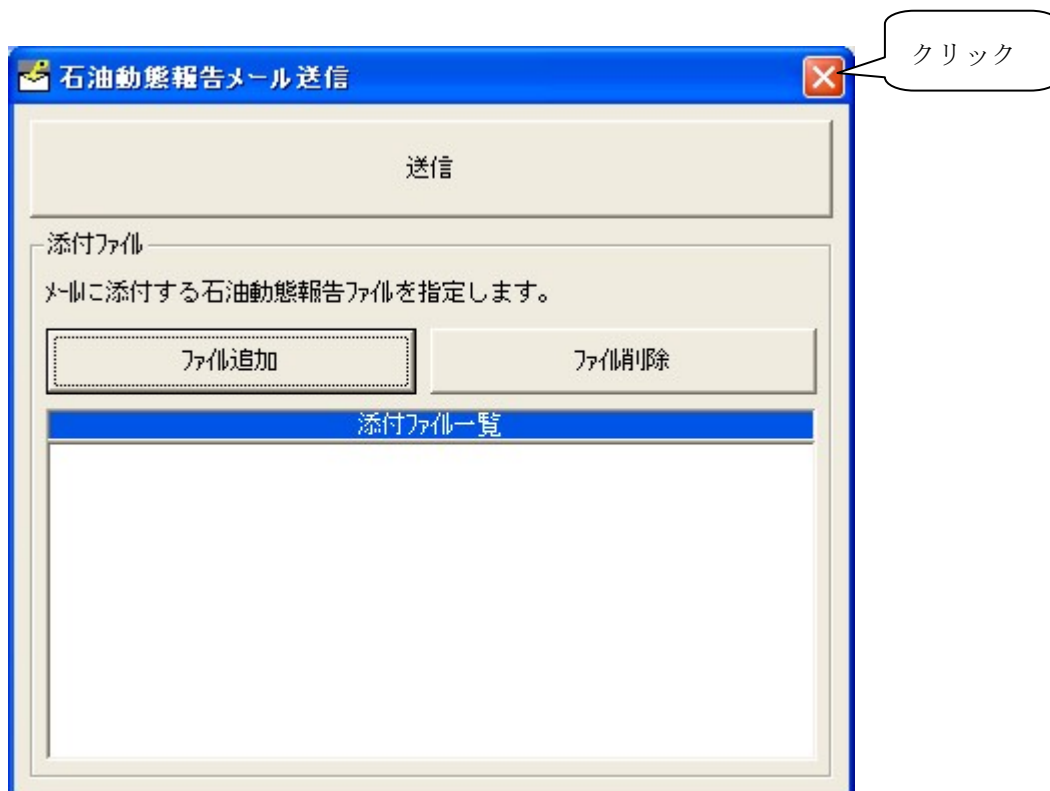 クリック
石油動態報告メール送信
送信
添付ファイル
メールに添付する石油動態報告ファイルを指定します。
ファイル追加
ファイル削除
添付ファイル一覧